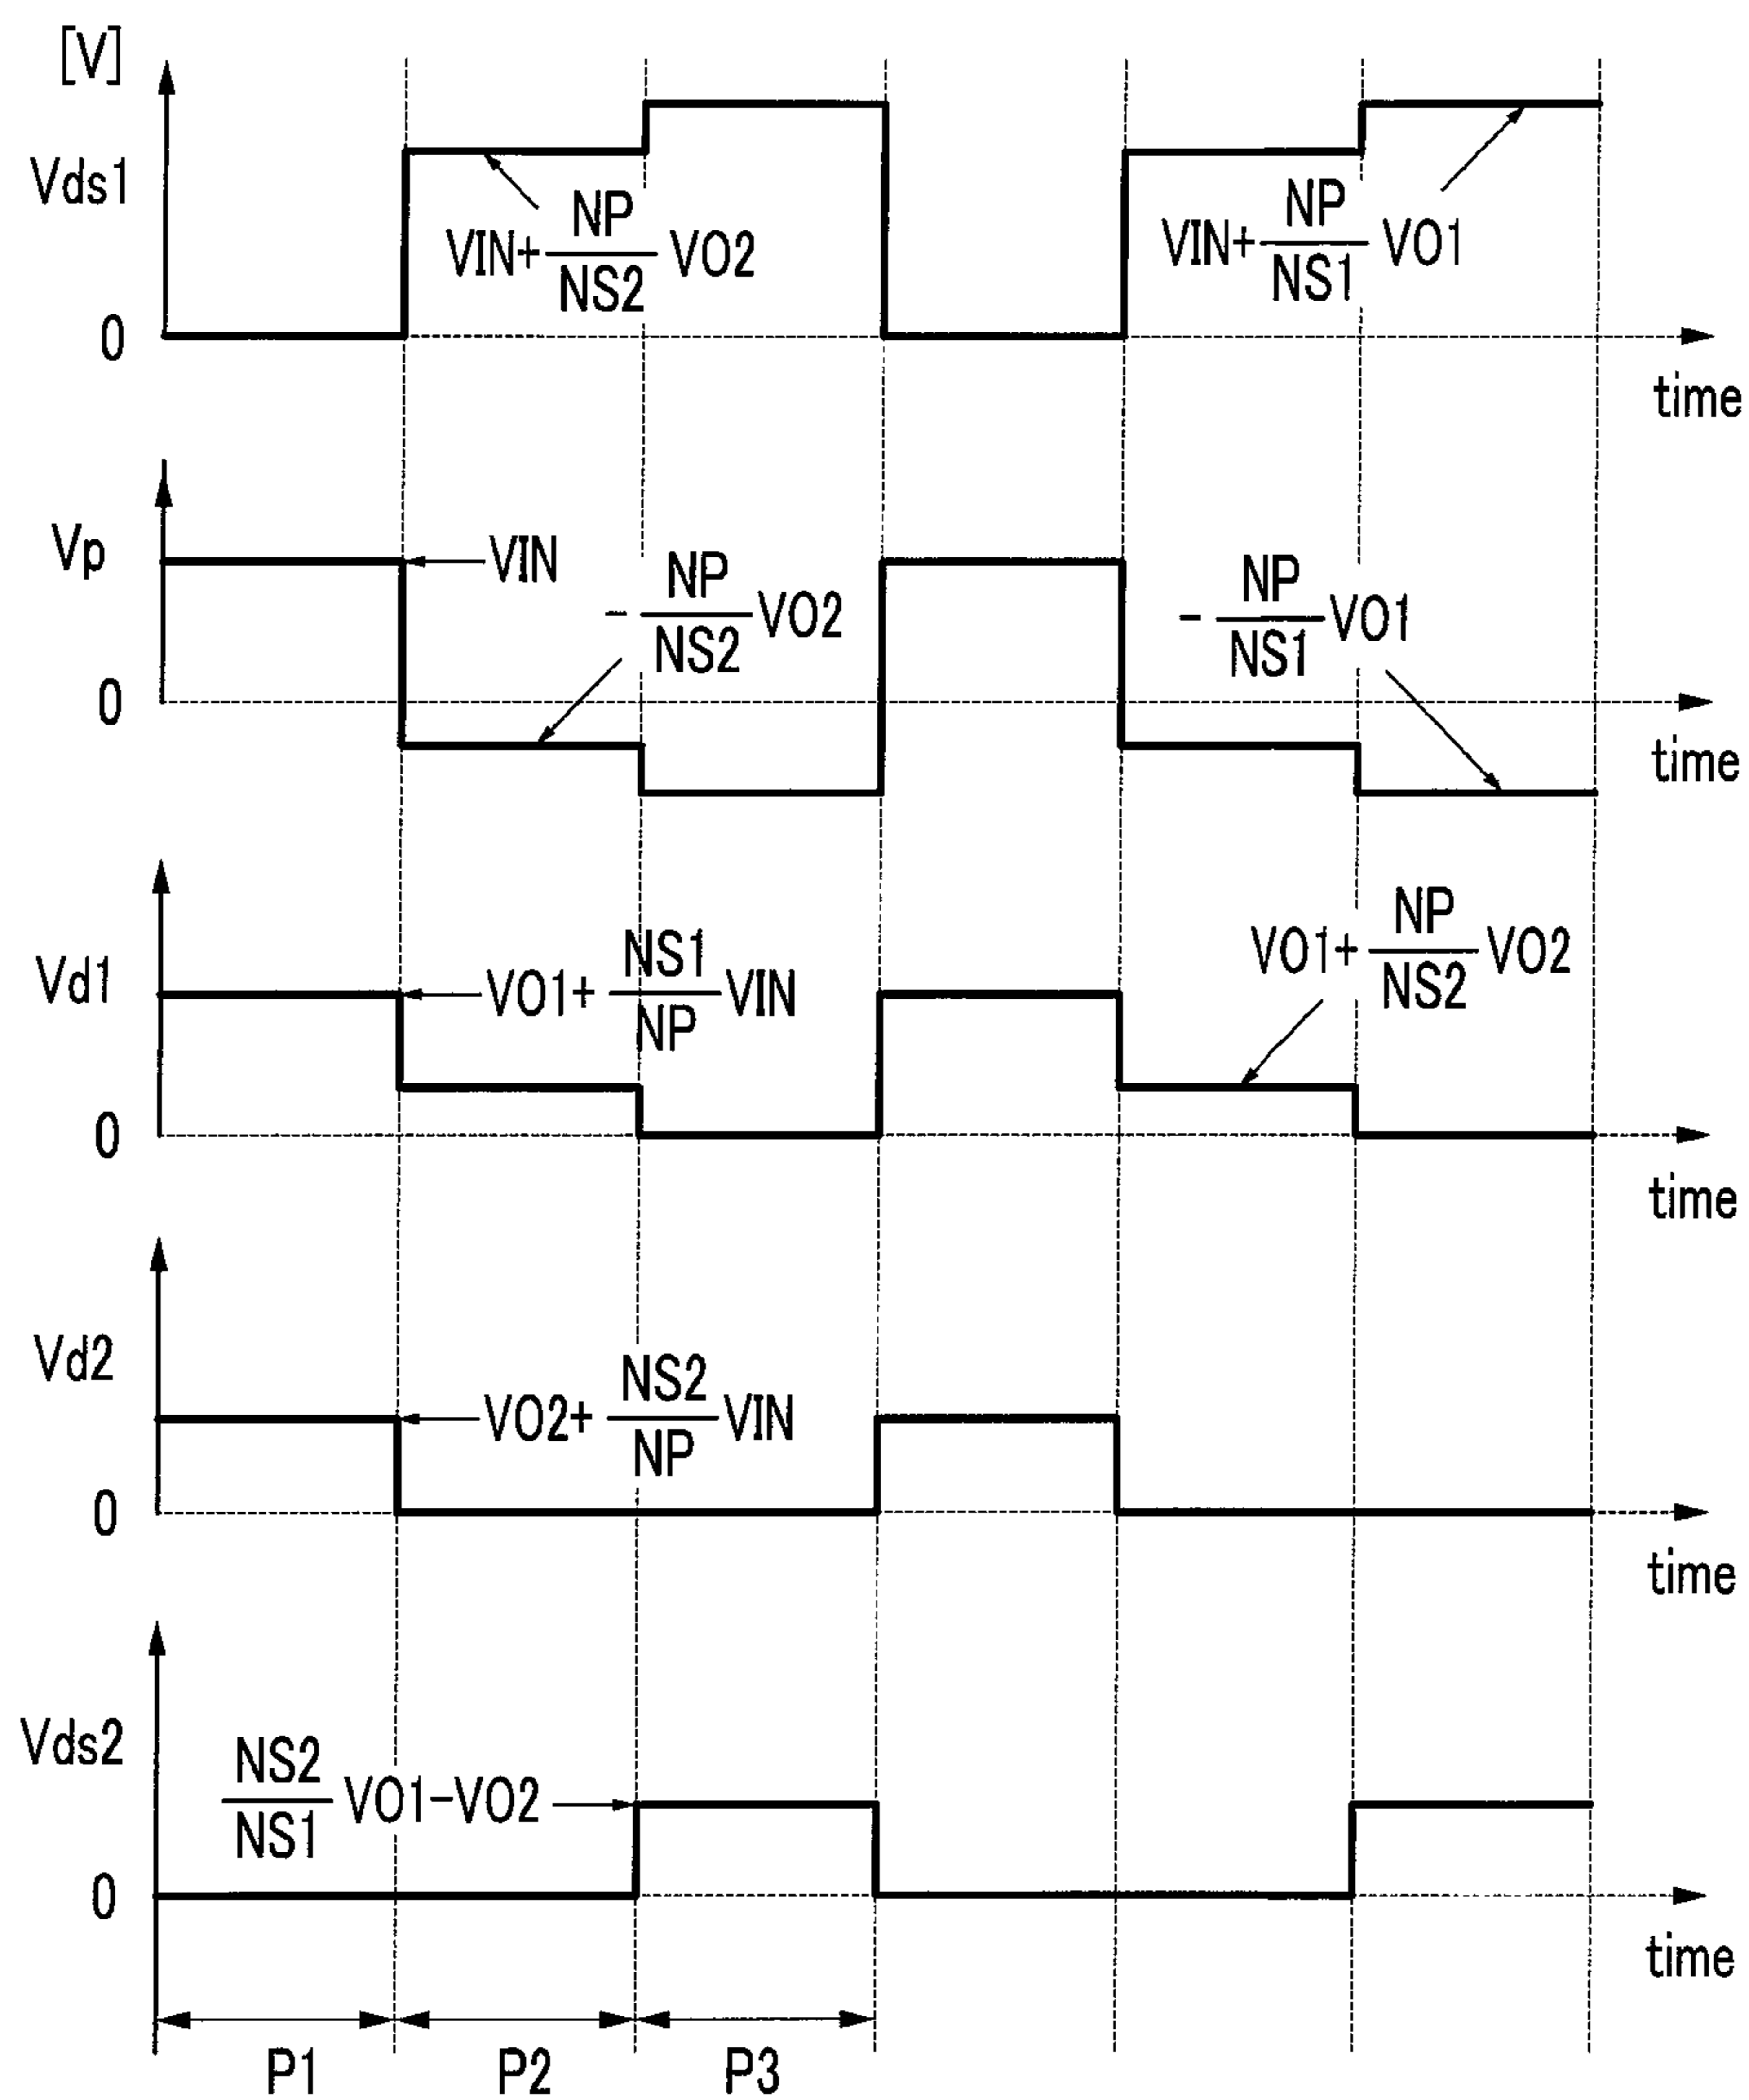 [V]
Vds1
VIN+ NP/NS2 VO2
VIN+ NP/NS1 VO1
0
time
Vp
VIN
- NP/NS2 VO2
- NP/NS1 VO1
0
time
Vd1
VO1+ NS1/NP VIN
VO1+ NP/NS2 VO2
0
time
Vd2
VO2+ NS2/NP VIN
0
time
Vds2
NS2/NS1 VO1-VO2
0
time
P1 P2 P3